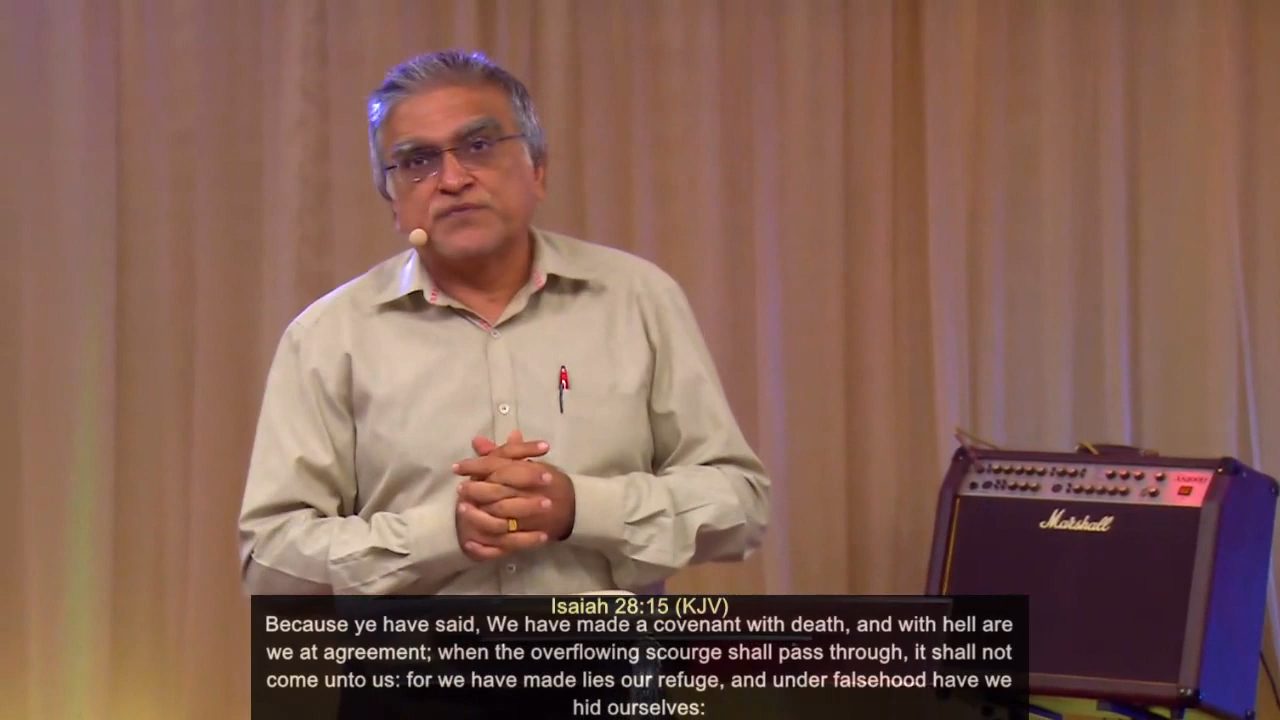 Marshall
Isaiah 28:15 (KJV)
Because ye have said, We have made a covenant with death, and with hell are
we at agreement; when the overflowing scourge shall pass through, it shall not
come unto us: for we have made lies our refuge, and under falsehood have we
hid ourselves: